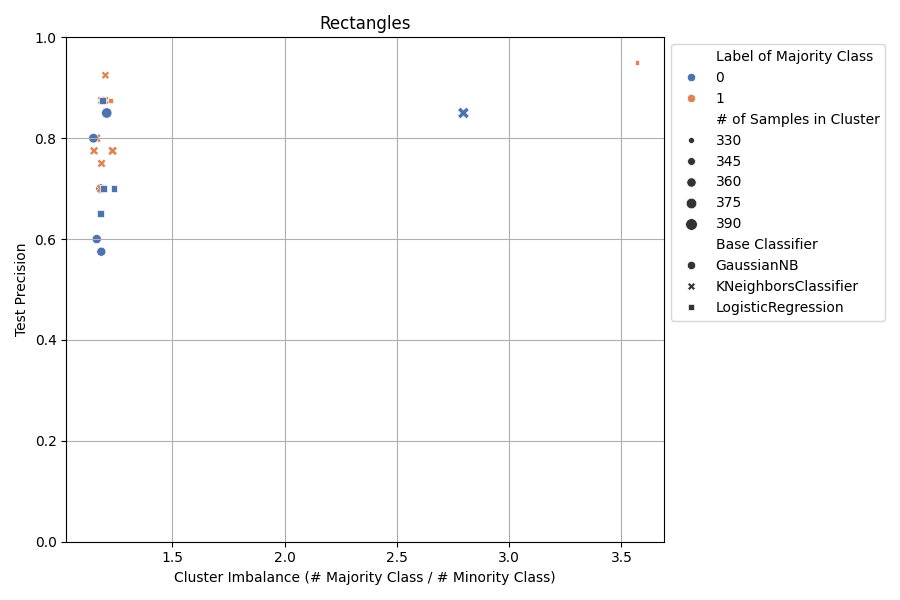 Rectangles
1.0
0.8
0.6
0.4
0.2
0.0
Test Precision
1.5
2.0
2.5
3.0
3.5
Cluster Imbalance (# Majority Class / # Minority Class)
Label of Majority Class
0
1
# of Samples in Cluster
330
345
360
375
390
Base Classifier
GaussianNB
KNeighborsClassifier
LogisticRegression